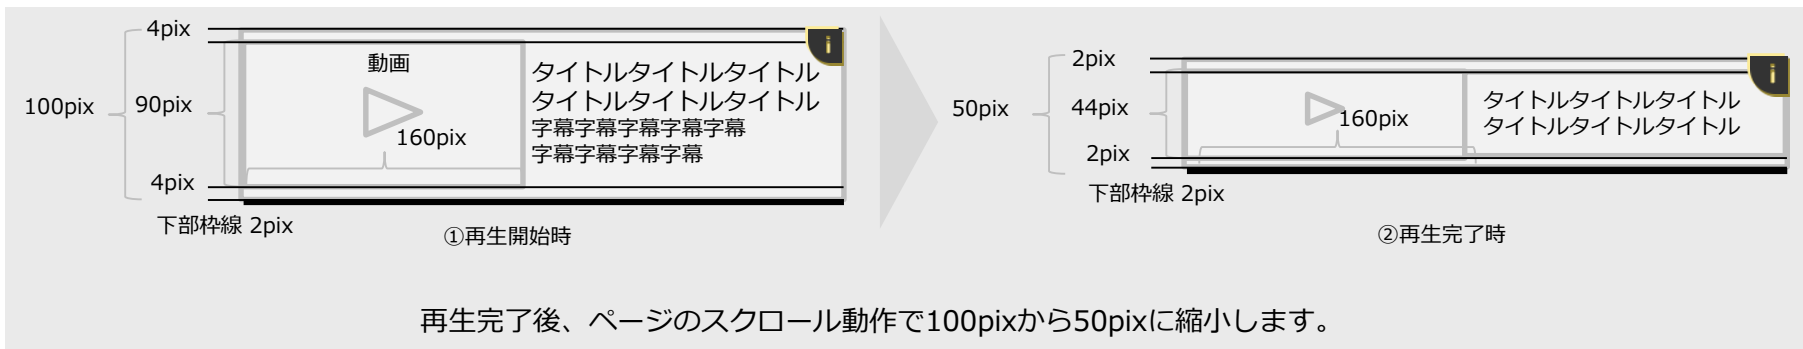 4pix
動画
100pix
90pix
160pix
タイトルタイトルタイトル
タイトルタイトルタイトル
字幕字幕字幕字幕字幕
字幕字幕字幕字幕
4pix
下部枠線 2pix
①再生開始時
i
2pix
50pix
44pix
160pix
タイトルタイトルタイトル
タイトルタイトルタイトル
2pix
下部枠線 2pix
②再生完了時
i
再生完了後、ページのスクロール動作で100pixから50pixに縮小します。